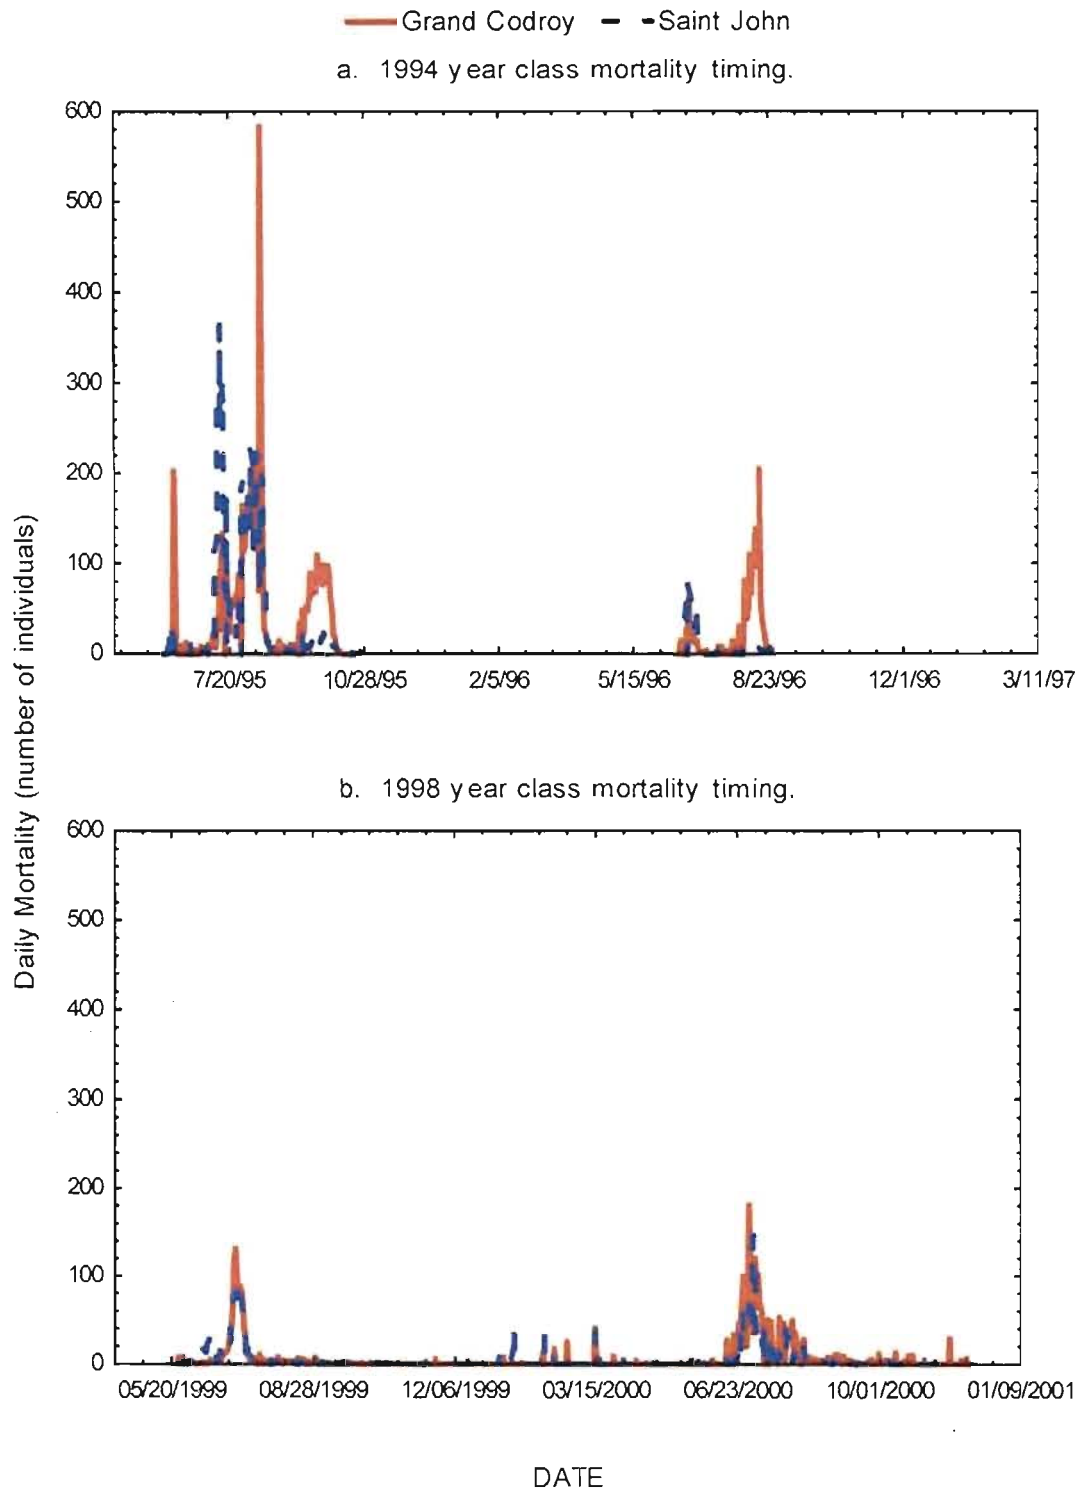 Grand Codroy Saint John
a. 1994 year class mortality timing.
600
500
400
300
200
100
0
7/20/95 10/28/95 2/5/96 5/15/96 8/23/96 12/1/96 3/11/97
Daily Mortality (number of individuals)
b. 1998 year class mortality timing.
600
500
400
300
200
100
0
05/20/1999 08/28/1999 12/06/1999 03/15/2000 06/23/2000 10/01/2000 01/09/2001
DATE